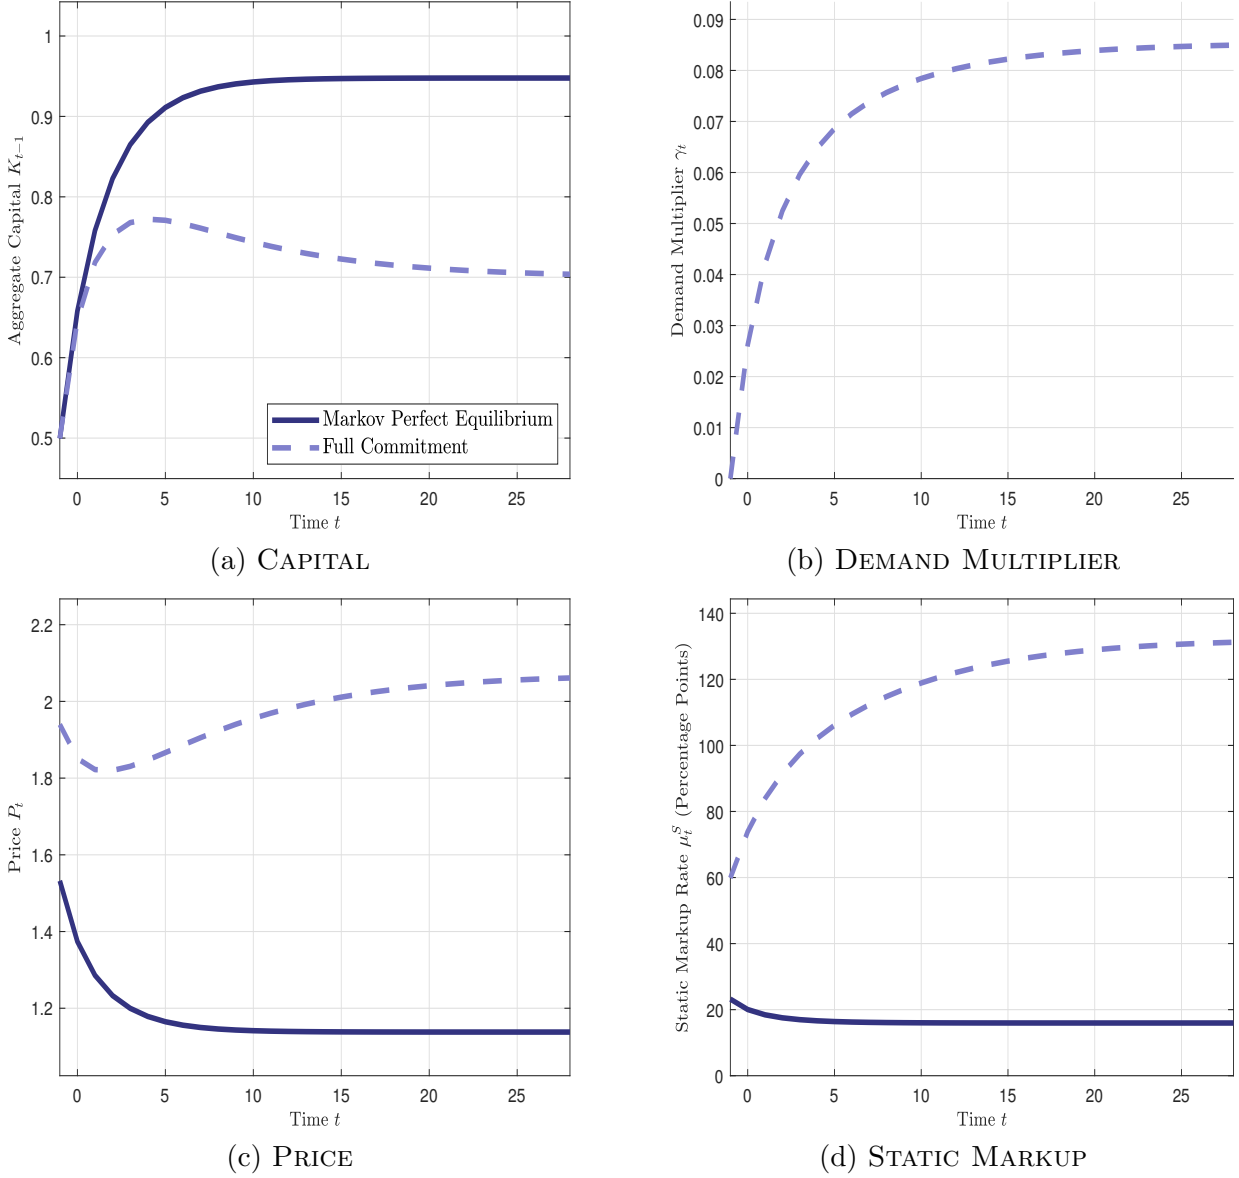 1
0.9
0.8
0.7
0.6
0.5
Aggregate Capital K_{t−1}
Markov Perfect Equilibrium
Full Commitment
0 5 10 15 20 25
Time t
(a) Capital
0.09
0.08
0.07
0.06
0.05
0.04
0.03
0.02
0.01
0
Demand Multiplier γ_t
0 5 10 15 20 25
Time t
(b) Demand Multiplier
2.2
2
1.8
1.6
1.4
1.2
Price P_t
0 5 10 15 20 25
Time t
(c) Price
140
120
100
80
60
40
20
0
Static Markup Rate μ_t^S (Percentage Points)
0 5 10 15 20 25
Time t
(d) Static Markup